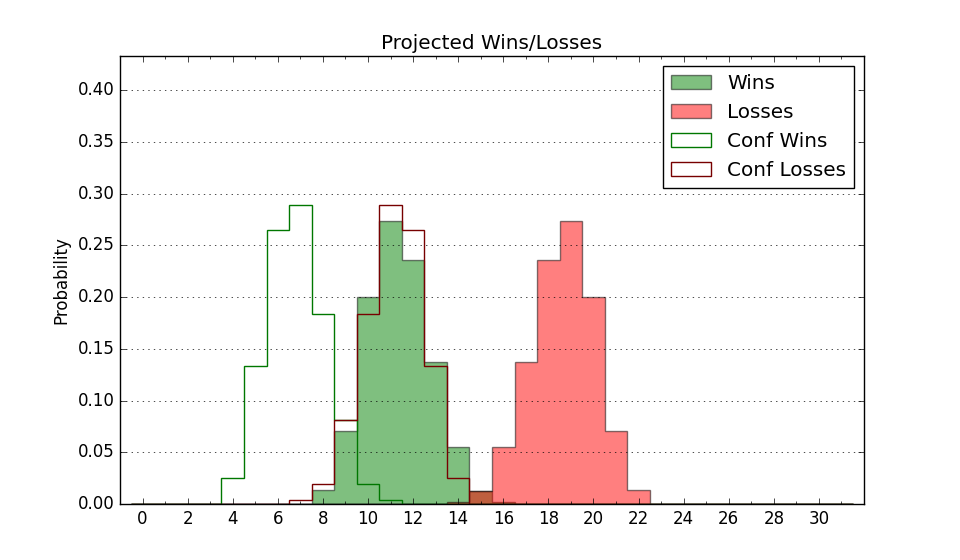 Projected Wins/Losses
0.40
0.35
0.30
0.25
0.20
0.15
0.10
0.05
0.00
Probability
Wins
Losses
Conf Wins
Conf Losses
0 2 4 6 8 10 12 14 16 18 20 22 24 26 28 30